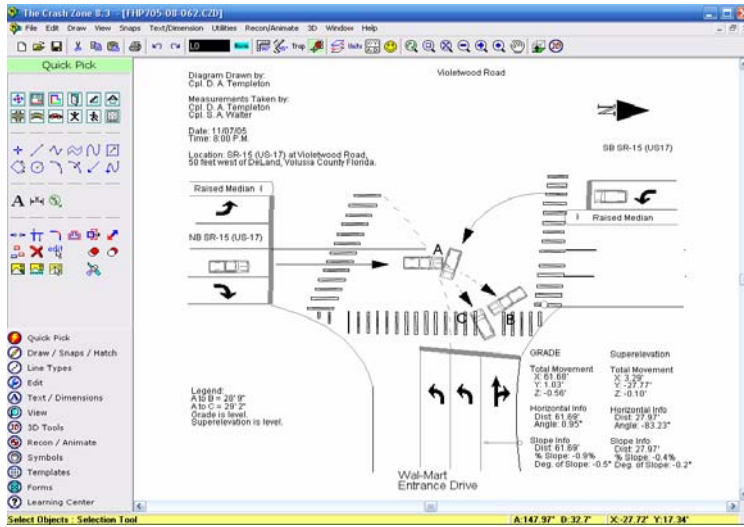 The Crash Zone 8.3 - [FHP705-08-062.CZD]
File Edit Draw View Snaps Text/Dimension Utilities Recon/Animate 3D Window Help
L0
Trap
Units
Quick Pick
A
Quick Pick
Draw / Snaps / Hatch
Line Types
Edit
Text / Dimensions
View
3D Tools
Recon / Animate
Symbols
Templates
Forms
Learning Center
Diagram Drawn by:
Cpl. D. A. Templeton
Measurements Taken by:
Cpl. D. A. Templeton
Cpl. S. A. Walter
Date: 11/07/05
Time: 8:00 P.M.
Location: SR-15 (US-17) at Violetwood Road,
50 feet west of DeLand, Volusia County Florida.
Violetwood Road
N
SB SR-15 (US17)
Raised Median
Raised Median
NB SR-15 (US-17)
A
B
C
Legend:
A to B = 20' 9"
A to C = 29' 2"
Grade is level.
Superelevation is level.
GRADE
Total Movement
X: 61.68'
Y: 1.03'
Z: -0.56'
Horizontal Info
Dist: 61.69'
Angle: 0.95°
Slope Info
Dist: 61.69'
% Slope: -0.9%
Deg. of Slope: -0.5°
Superelevation
Total Movement
X: 3.29'
Y: -27.77'
Z: -0.10'
Horizontal Info
Dist: 27.97'
Angle: -83.23°
Slope Info
Dist: 27.97'
% Slope: -0.4%
Deg. of Slope: -0.2°
Wal-Mart
Entrance Drive
Select Objects : Selection Tool
A:147.97° D:32.7' X:-27.72' Y:17.34'